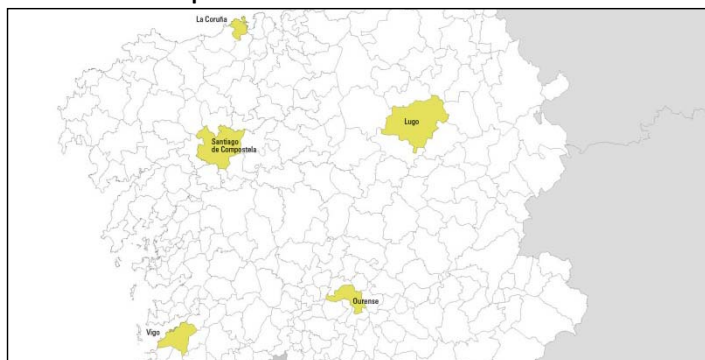 La Coruña
Lugo
Santiago
de Compostela
Ourense
Vigo